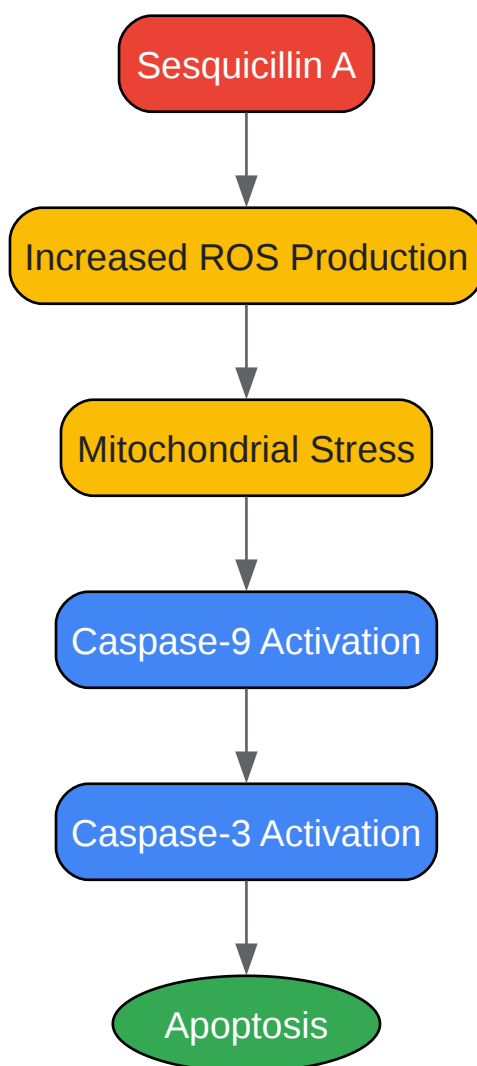 Sesquicillin A
Increased ROS Production
Mitochondrial Stress
Caspase-9 Activation
Caspase-3 Activation
Apoptosis